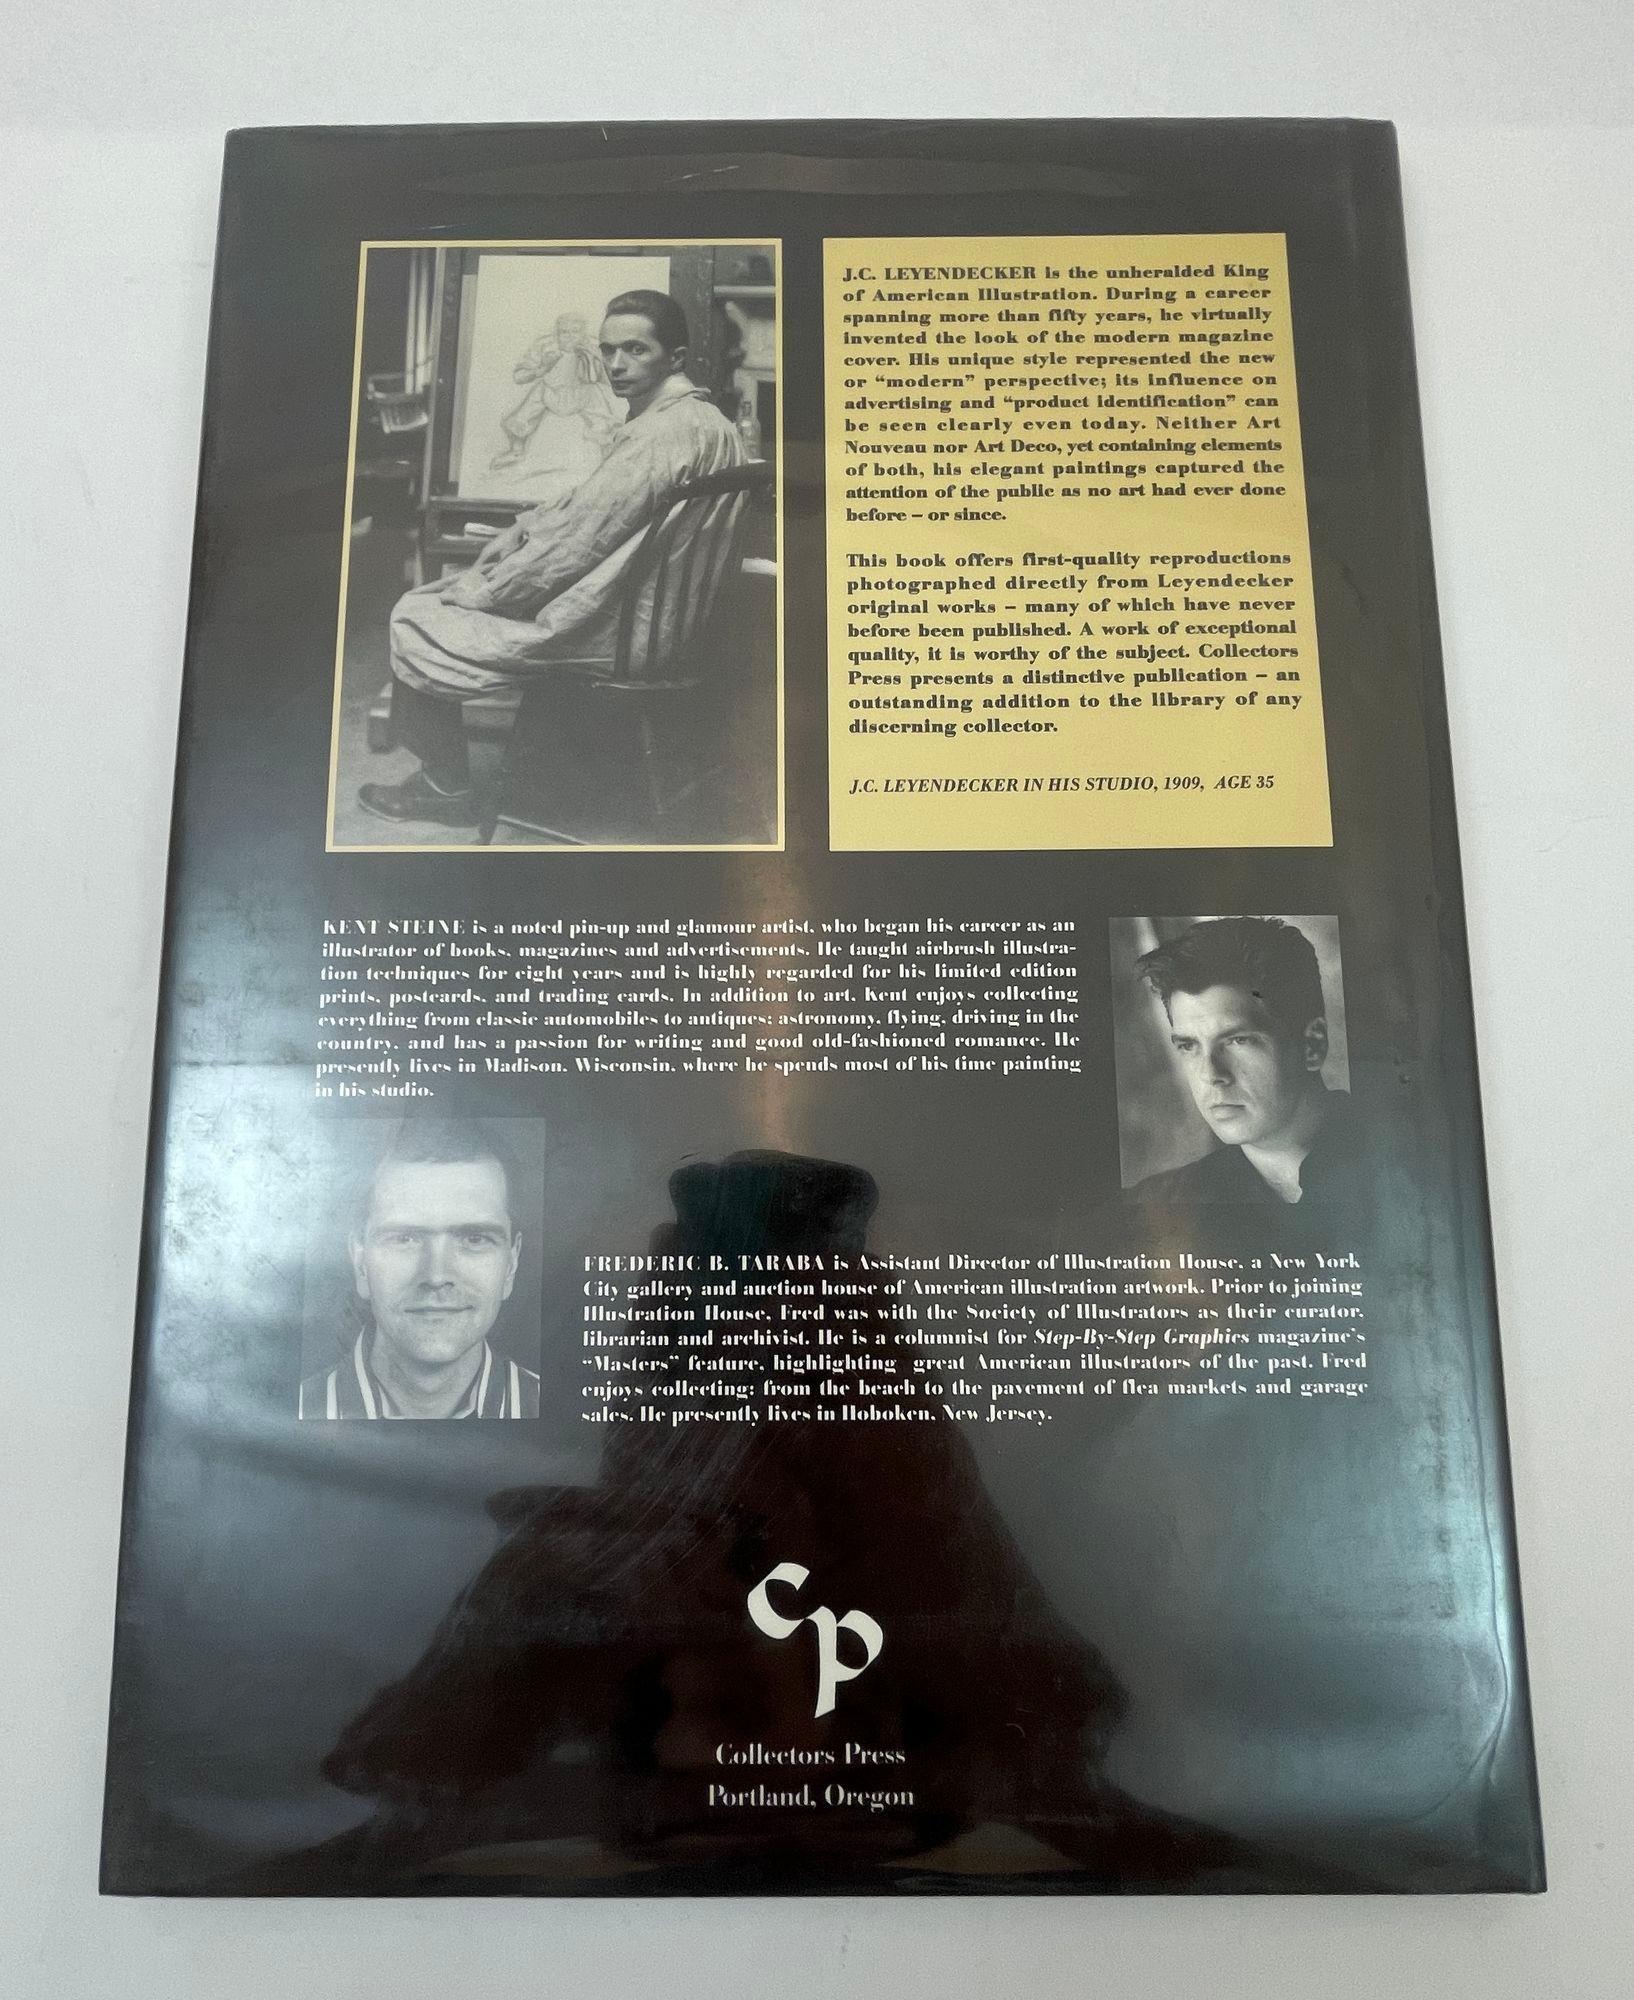 J.C. LEYENDECKER is the unheralded King
of American Illustration. During a career
spanning more than fifty years, he virtually
invented the look of the modern magazine
cover. His unique style represented the new
or “modern” perspective; its influence on
advertising and “product identification” can
be seen clearly even today. Neither Art
Nouveau nor Art Deco, yet containing elements
of both, his elegant paintings captured the
attention of the public as no art had ever done
before – or since.
This book offers first-quality reproductions
photographed directly from Leyendecker
original works – many of which have never
before been published. A work of exceptional
quality, it is worthy of the subject. Collectors
Press presents a distinctive publication – an
outstanding addition to the library of any
discerning collector.
J.C. LEYENDECKER IN HIS STUDIO, 1909, AGE 35
KENT STEINE is a noted pin-up and glamour artist, who began his career as an
illustrator of books, magazines and advertisements. He taught airbrush illustra-
tion techniques for eight years and is highly regarded for his limited edition
prints, postcards, and trading cards. In addition to art, Kent enjoys collecting
everything from classic automobiles to antiques; astronomy, flying, driving in the
country, and has a passion for writing and good old-fashioned romance. He
presently lives in Madison, Wisconsin, where he spends most of his time painting
in his studio.
FREDERIC B. TARABA is Assistant Director of Illustration House, a New York
City gallery and auction house of American illustration artwork. Prior to joining
Illustration House, Fred was with the Society of Illustrators as their curator,
librarian and archivist. He is a columnist for Step-By-Step Graphics magazine's
“Masters” feature, highlighting great American illustrators of the past. Fred
enjoys collecting; from the beach to the pavement of flea markets and garage
sales. He presently lives in Hoboken, New Jersey.
cp
Collectors Press
Portland, Oregon